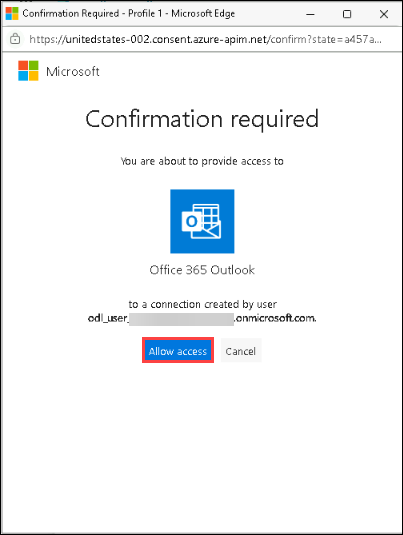 Confirmation Required - Profile 1 - Microsoft Edge
https://unitedstates-002.consent.azure-apim.net/confirm?state=a457a...
Microsoft
Confirmation required
You are about to provide access to
Office 365 Outlook
to a connection created by user
odl_user_ .onmicrosoft.com.
Allow access Cancel